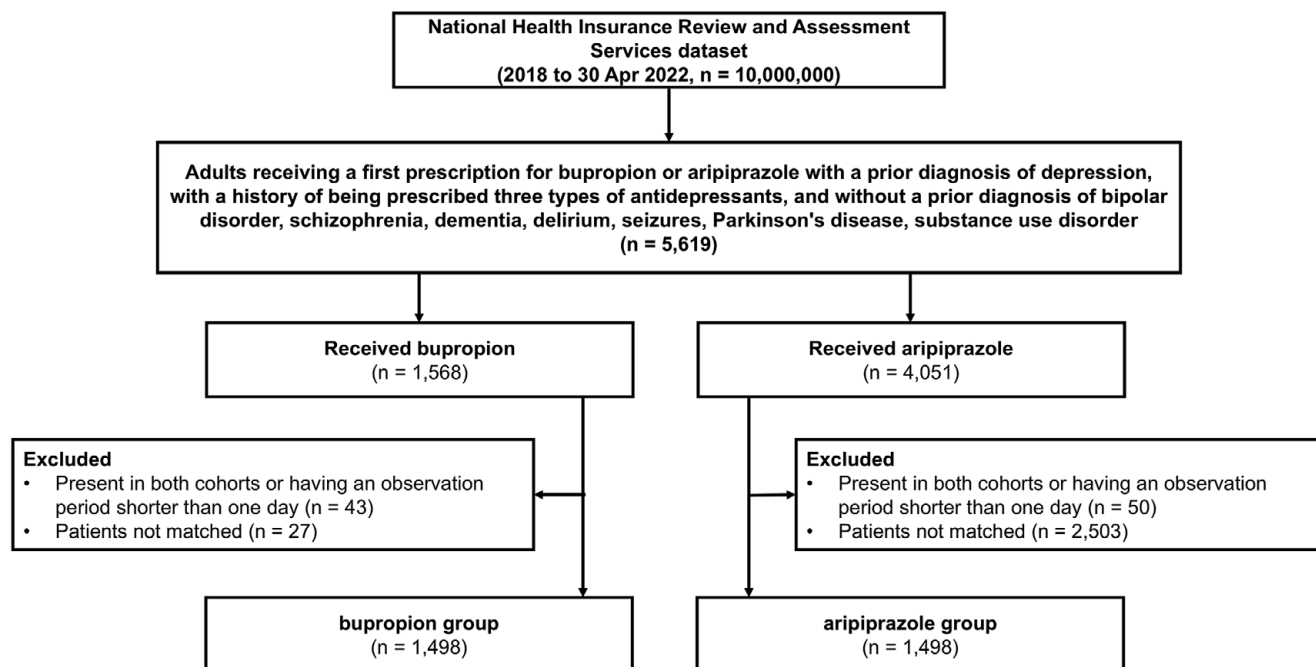 National Health Insurance Review and Assessment
Services dataset
(2018 to 30 Apr 2022, n = 10,000,000)
Adults receiving a first prescription for bupropion or aripiprazole with a prior diagnosis of depression,
with a history of being prescribed three types of antidepressants, and without a prior diagnosis of bipolar
disorder, schizophrenia, dementia, delirium, seizures, Parkinson's disease, substance use disorder
(n = 5,619)
Received bupropion
(n = 1,568)
Received aripiprazole
(n = 4,051)
Excluded
• Present in both cohorts or having an observation
period shorter than one day (n = 43)
• Patients not matched (n = 27)
Excluded
• Present in both cohorts or having an observation
period shorter than one day (n = 50)
• Patients not matched (n = 2,503)
bupropion group
(n = 1,498)
aripiprazole group
(n = 1,498)